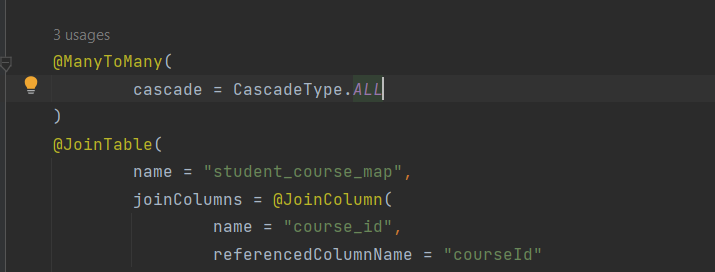 3 usages
@ManyToMany(
        cascade = CascadeType.ALL
)
@JoinTable(
        name = "student_course_map",
        joinColumns = @JoinColumn(
                name = "course_id",
                referencedColumnName = "courseId"